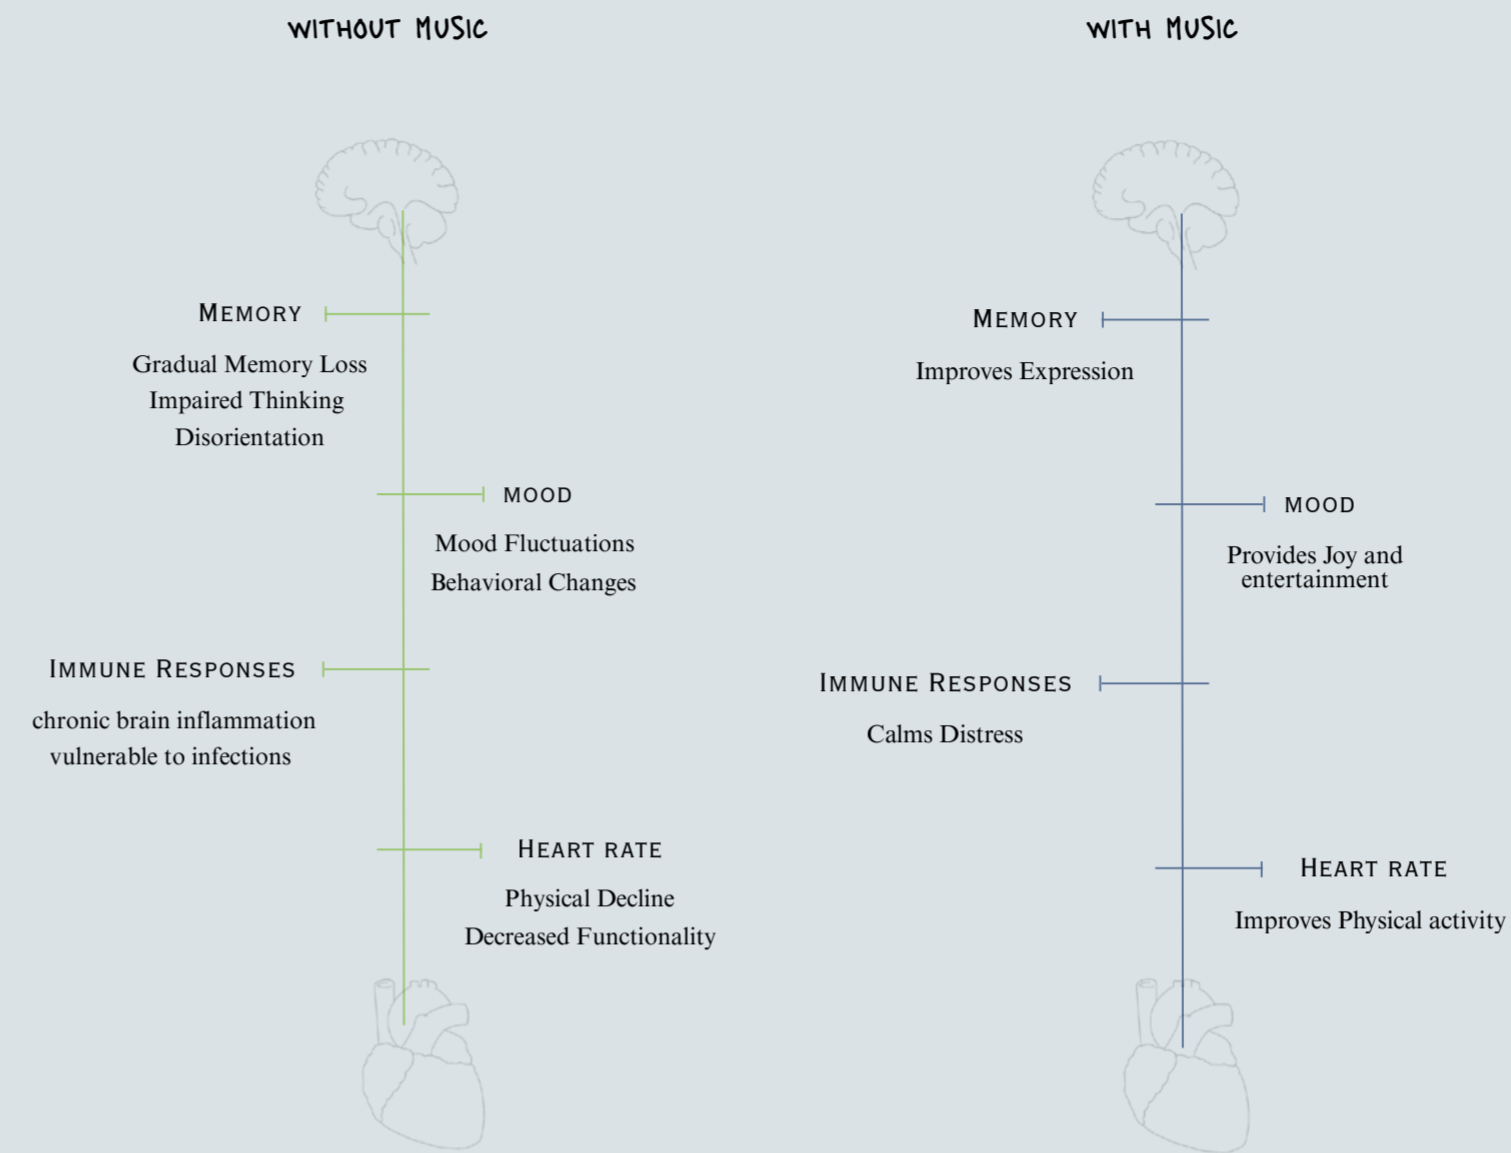 WITHOUT MUSIC
MEMORY
Gradual Memory Loss
Impaired Thinking
Disorientation
MOOD
Mood Fluctuations
Behavioral Changes
IMMUNE RESPONSES
chronic brain inflammation
vulnerable to infections
HEART RATE
Physical Decline
Decreased Functionality
WITH MUSIC
MEMORY
Improves Expression
MOOD
Provides Joy and
entertainment
IMMUNE RESPONSES
Calms Distress
HEART RATE
Improves Physical activity